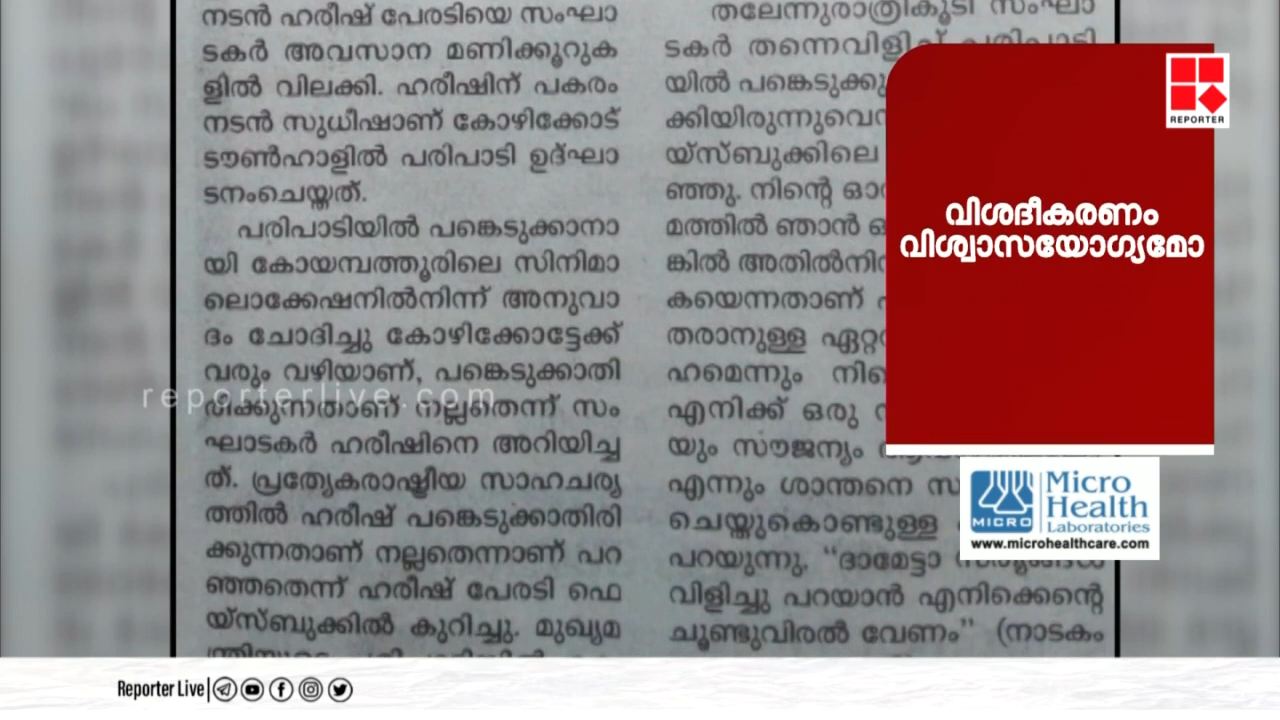 നടൻ ഹരീഷ് പേരടിയെ സംഘാ
ടകർ അവസാന മണിക്കൂറുക
ളിൽ വിലക്കി. ഹരീഷിന് പകരം
നടൻ സുധീഷാണ് കോഴിക്കോട്
ടൗൺഹാളിൽ പരിപാടി ഉദ്ഘാ
ടനംചെയ്തത്.
പരിപാടിയിൽ പങ്കെടുക്കാനാ
യി കോയമ്പത്തൂരിലെ സിനിമാ
ലൊക്കേഷനിൽനിന്ന് അനുവാ
ദം ചോദിച്ചു കോഴിക്കോട്ടേക്ക്
വരും വഴിയാണ്, പങ്കെടുക്കാതി
രിക്കുന്നതാണ് നല്ലതെന്ന് സം
ഘാടകർ ഹരീഷിനെ അറിയിച്ച
ത്. പ്രത്യേകരാഷ്ട്രീയ സാഹചര്യ
ത്തിൽ ഹരീഷ് പങ്കെടുക്കാതിരി
ക്കുന്നതാണ് നല്ലതെന്നാണ് പറ
ഞ്ഞതെന്ന് ഹരീഷ് പേരടി ഫെ
യ്സ്ബുക്കിൽ കുറിച്ചു. മുഖ്യമ
തലേന്നുരാത്രികൂടി സംഘാ
ടകർ തന്നെവിളിച്ച് പരിപാടി
യിൽ പങ്കെടുക്കു
ക്കിയിരുന്നുവെ
യ്സ്ബുക്കിലെ
ഞ്ഞു. നിന്റെ
മത്തിൽ ഞാൻ
ങ്കിൽ
കയെന്നതാണ്
തരാനുള്ള
ഹമെന്നും
എനിക്ക് ഒരു
യും സൗജന്യം
എന്നും ശാന്തനെ
ചെയ്തുകൊണ്ടുള്ള
പറയുന്നു. “ദാമേട്ടാ
വിളിച്ചു പറയാൻ എനിക്കെന്റെ
ചൂണ്ടുവിരൽ വേണം” (നാടകം
reporterlive.com
REPORTER
വിശദീകരണം
വിശ്വാസയോഗ്യമോ
MICRO
Micro
Health
Laboratories
www.microhealthcare.com
Reporter Live